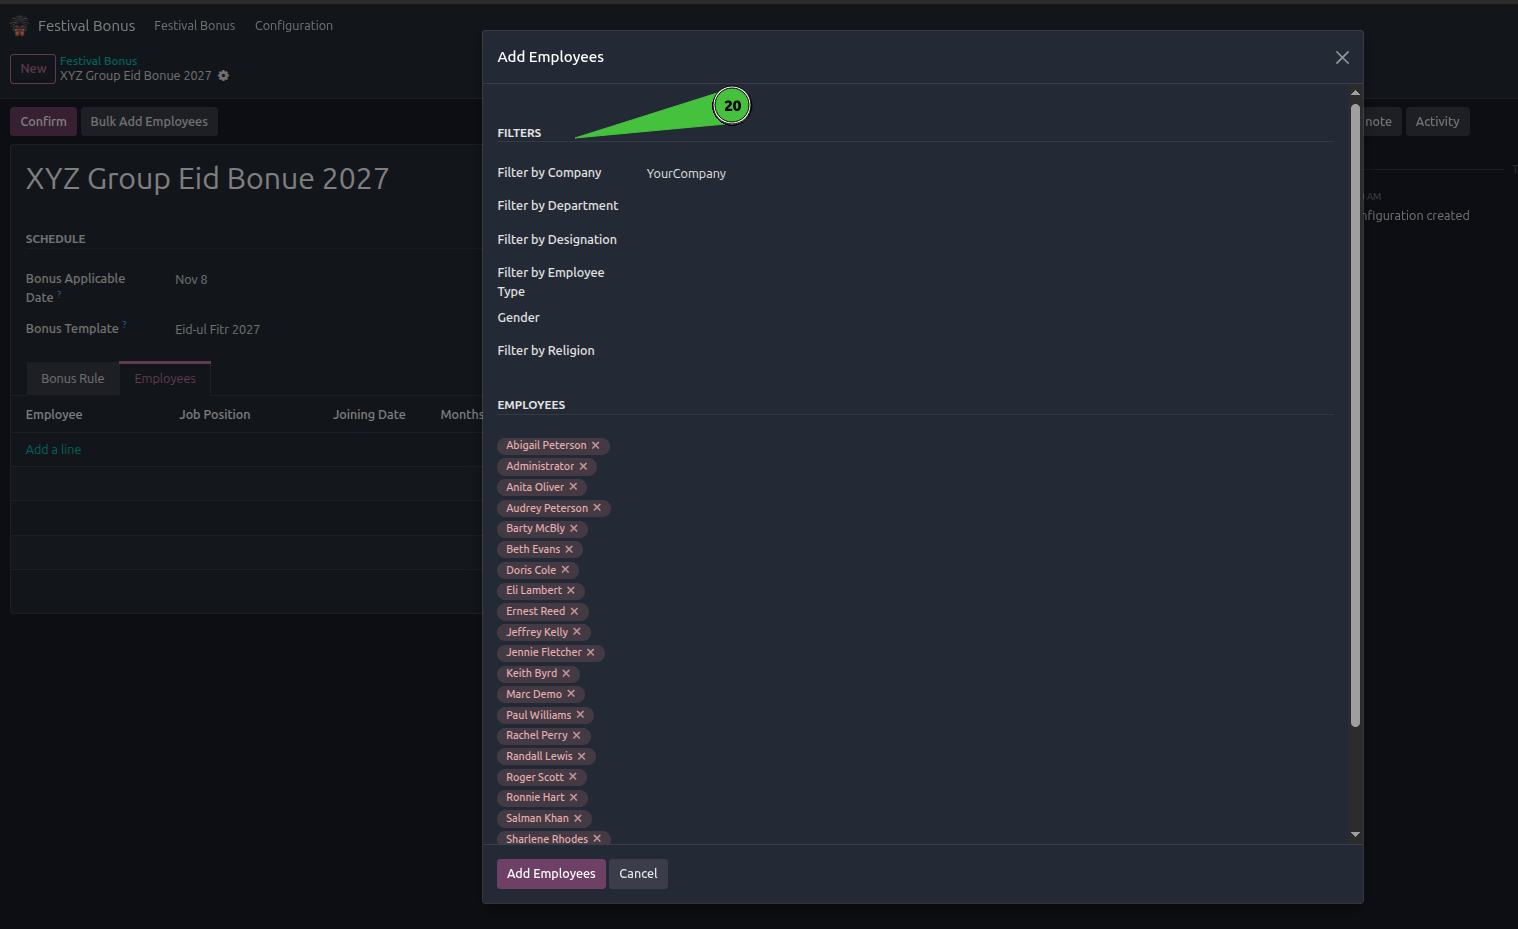 Festival Bonus Festival Bonus Configuration
New
Festival Bonus
XYZ Group Eid Bonue 2027
Confirm Bulk Add Employees
XYZ Group Eid Bonue 2027
SCHEDULE
Bonus Applicable
Date ? Nov 8
Bonus Template ? Eid-ul Fitr 2027
Bonus Rule Employees
Employee Job Position Joining Date Months
Add a line
Add Employees
20
FILTERS
Filter by Company YourCompany
Filter by Department
Filter by Designation
Filter by Employee
Type
Gender
Filter by Religion
EMPLOYEES
Abigail Peterson
Administrator
Anita Oliver
Audrey Peterson
Barty McBly
Beth Evans
Doris Cole
Eli Lambert
Ernest Reed
Jeffrey Kelly
Jennie Fletcher
Keith Byrd
Marc Demo
Paul Williams
Rachel Perry
Randall Lewis
Roger Scott
Ronnie Hart
Salman Khan
Sharlene Rhodes
Add Employees Cancel
note Activity
AM
nfiguration created